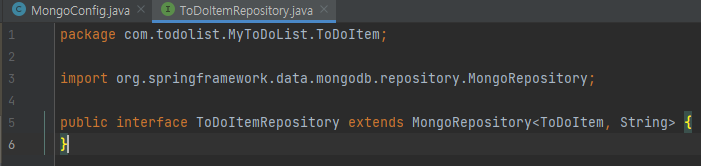 MongoConfig.java ToDoItemRepository.java
1 package com.todolist.MyToDoList.ToDoItem;
2
3 import org.springframework.data.mongodb.repository.MongoRepository;
4
5 public interface ToDoItemRepository extends MongoRepository<ToDoItem, String> {
6 }